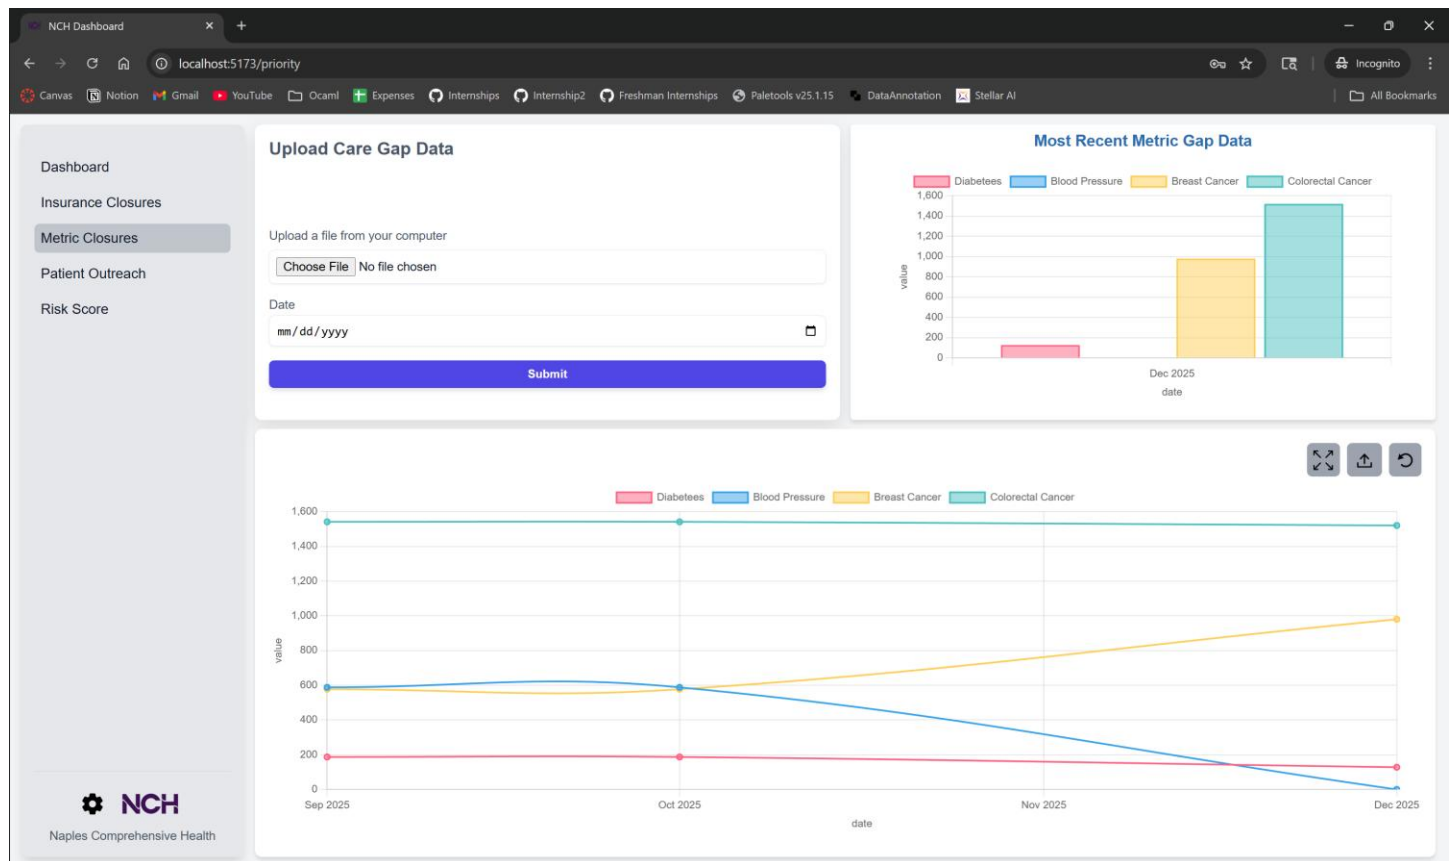 NCH Dashboard
localhost:5173/priority
Incognito
Canvas Notion Gmail YouTube Ocaml Expenses Internships Internship2 Freshman Internships Paletools v25.1.15 DataAnnotation Stellar AI All Bookmarks
Dashboard
Insurance Closures
Metric Closures
Patient Outreach
Risk Score
NCH
Naples Comprehensive Health
Upload Care Gap Data
Upload a file from your computer
Choose File No file chosen
Date
mm/dd/yyyy
Submit
Most Recent Metric Gap Data
Diabetees Blood Pressure Breast Cancer Colorectal Cancer
1,600
1,400
1,200
1,000
800
600
400
200
0
value
Dec 2025
date
Diabetees Blood Pressure Breast Cancer Colorectal Cancer
1,600
1,400
1,200
1,000
800
600
400
200
0
value
Sep 2025 Oct 2025 Nov 2025 Dec 2025
date